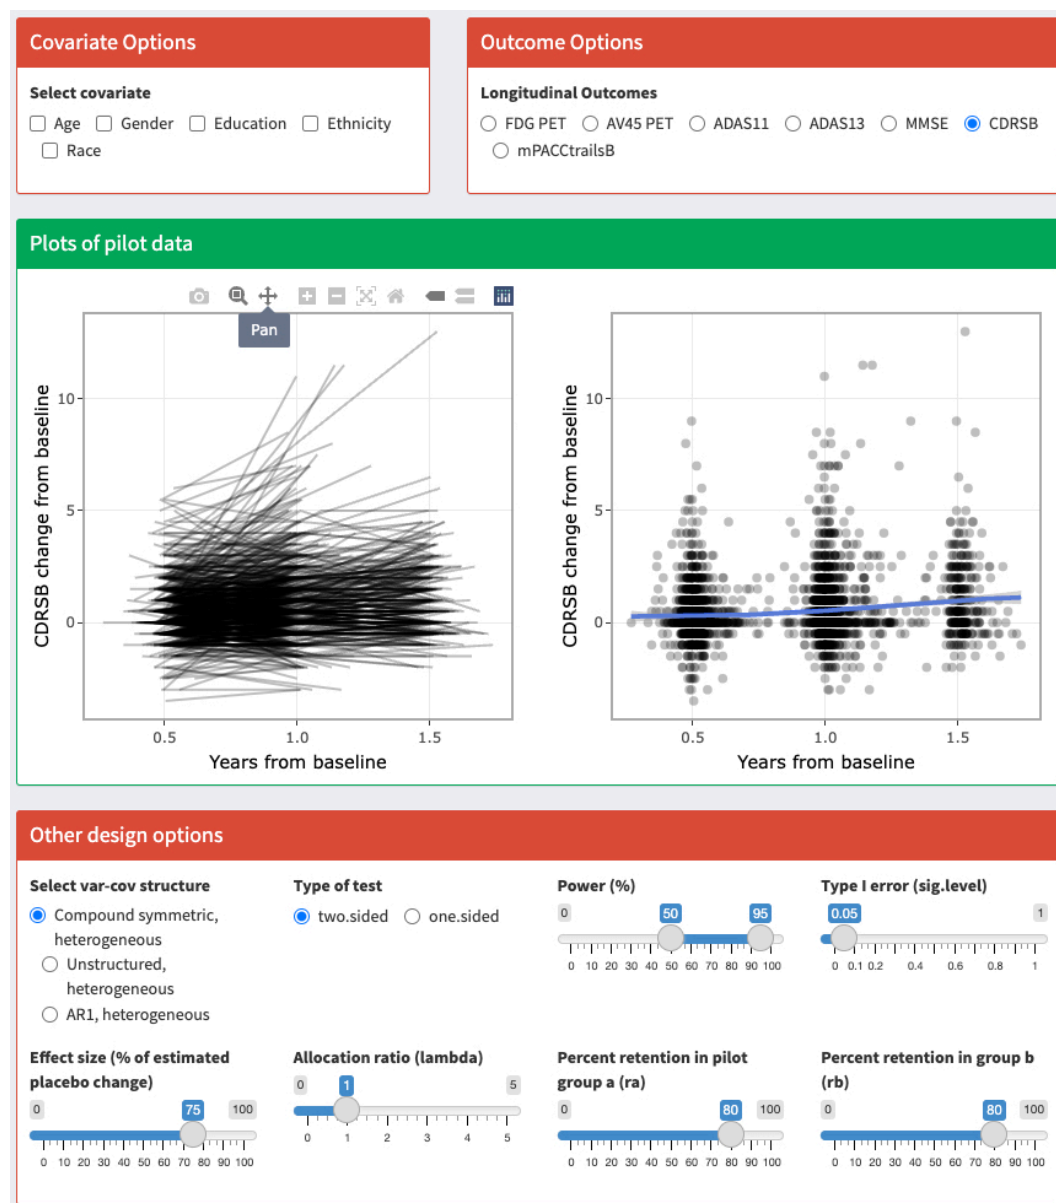 Covariate Options
Select covariate
Age Gender Education Ethnicity
Race
Outcome Options
Longitudinal Outcomes
FDG PET AV45 PET ADAS11 ADAS13 MMSE CDRSB
mPACCtrailsB
Plots of pilot data
Pan
CDRSB change from baseline
10
5
0
0.5 1.0 1.5
Years from baseline
CDRSB change from baseline
10
5
0
0.5 1.0 1.5
Years from baseline
Other design options
Select var-cov structure
Compound symmetric,
heterogeneous
Unstructured,
heterogeneous
AR1, heterogeneous
Type of test
two.sided one.sided
Power (%)
0 50 95
0 10 20 30 40 50 60 70 80 90 100
Type I error (sig.level)
0.05 1
0 0.1 0.2 0.4 0.6 0.8 1
Effect size (% of estimated
placebo change)
0 75 100
0 10 20 30 40 50 60 70 80 90 100
Allocation ratio (lambda)
0 1 5
0 1 2 3 4 5
Percent retention in pilot
group a (ra)
0 80 100
0 10 20 30 40 50 60 70 80 90 100
Percent retention in group b
(rb)
0 80 100
0 10 20 30 40 50 60 70 80 90 100